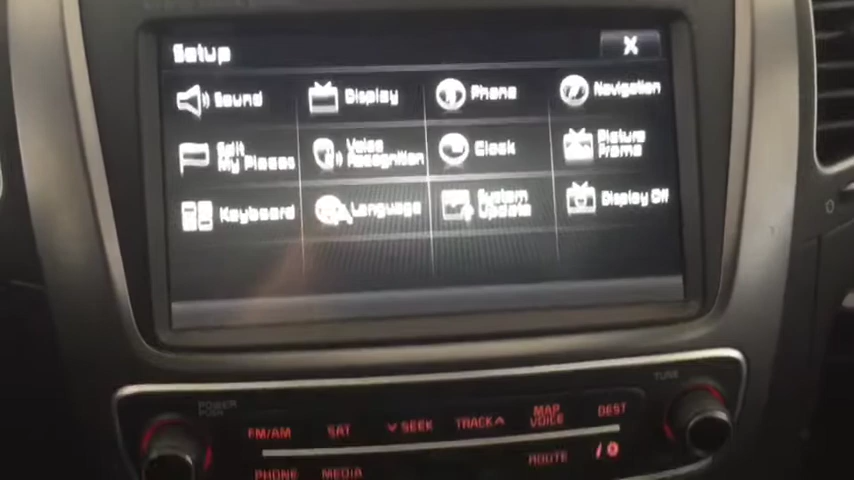 Setup
X
Sound
Display
Phone
Navigation
Edit
My Places
Voice
Recognition
Clock
Picture
Frame
Keyboard
Language
System
Update
Display Off
POWER
PUSH
TUNE
FM/AM
SAT
SEEK
TRACK
MAP
VOICE
DEST
PHONE
MEDIA
ROUTE